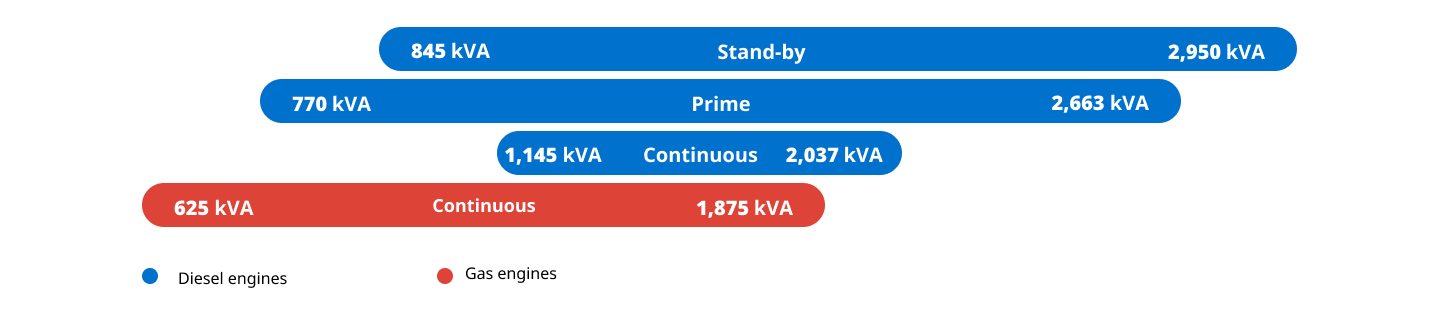 845 kVA Stand-by 2,950 kVA
770 kVA Prime 2,663 kVA
1,145 kVA Continuous 2,037 kVA
625 kVA Continuous 1,875 kVA
Diesel engines Gas engines